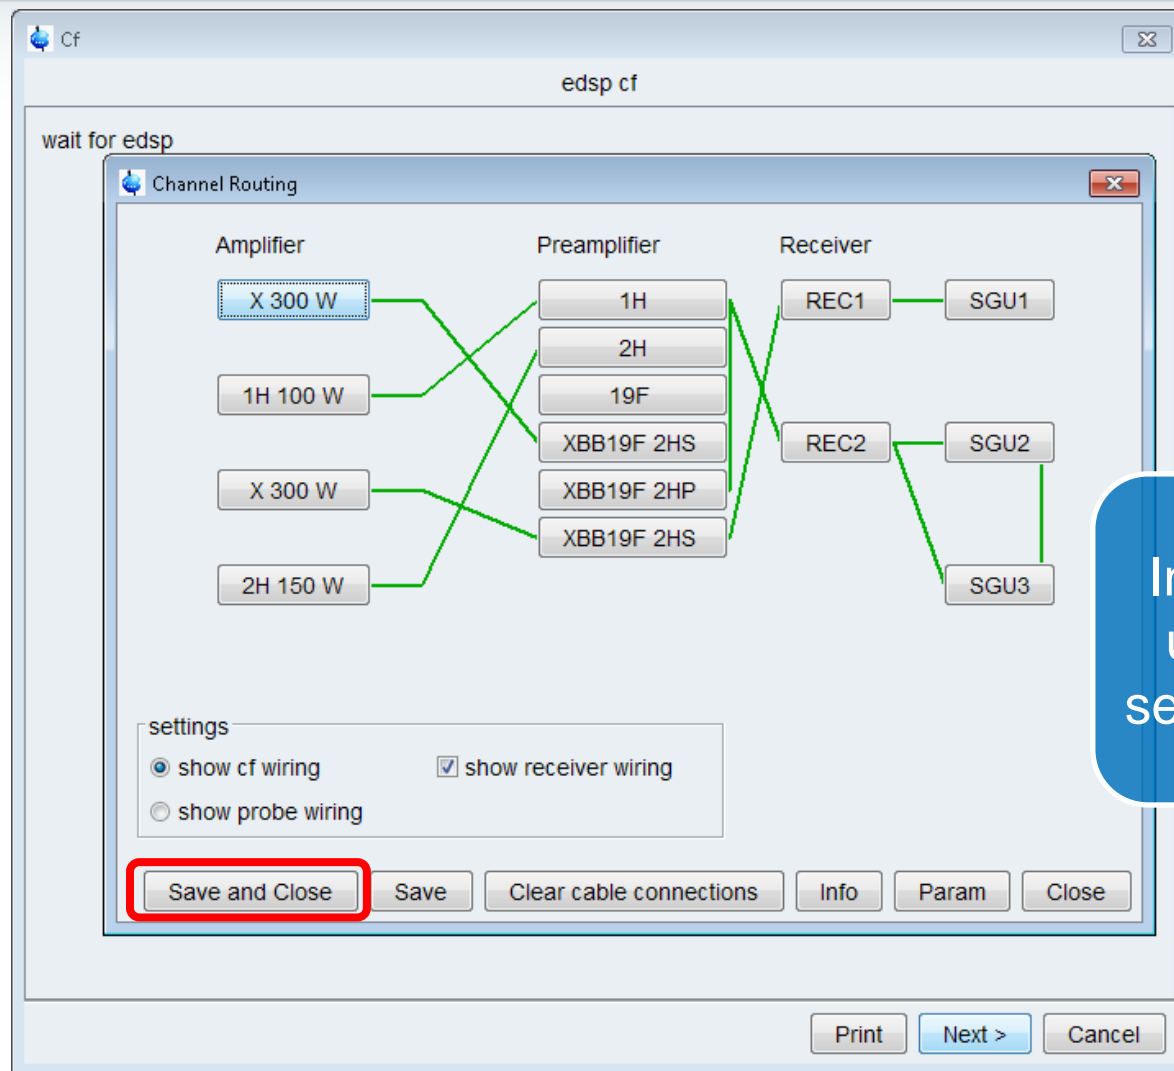 Cf
edsp cf
wait for edsp
Channel Routing
Amplifier Preamplifier Receiver
X 300 W 1H REC1 SGU1
2H
1H 100 W 19F
XBB19F 2HS REC2 SGU2
X 300 W XBB19F 2HP
XBB19F 2HS
2H 150 W SGU3
settings
show cf wiring show receiver wiring
show probe wiring
Save and Close Save Clear cable connections Info Param Close
Print Next > Cancel